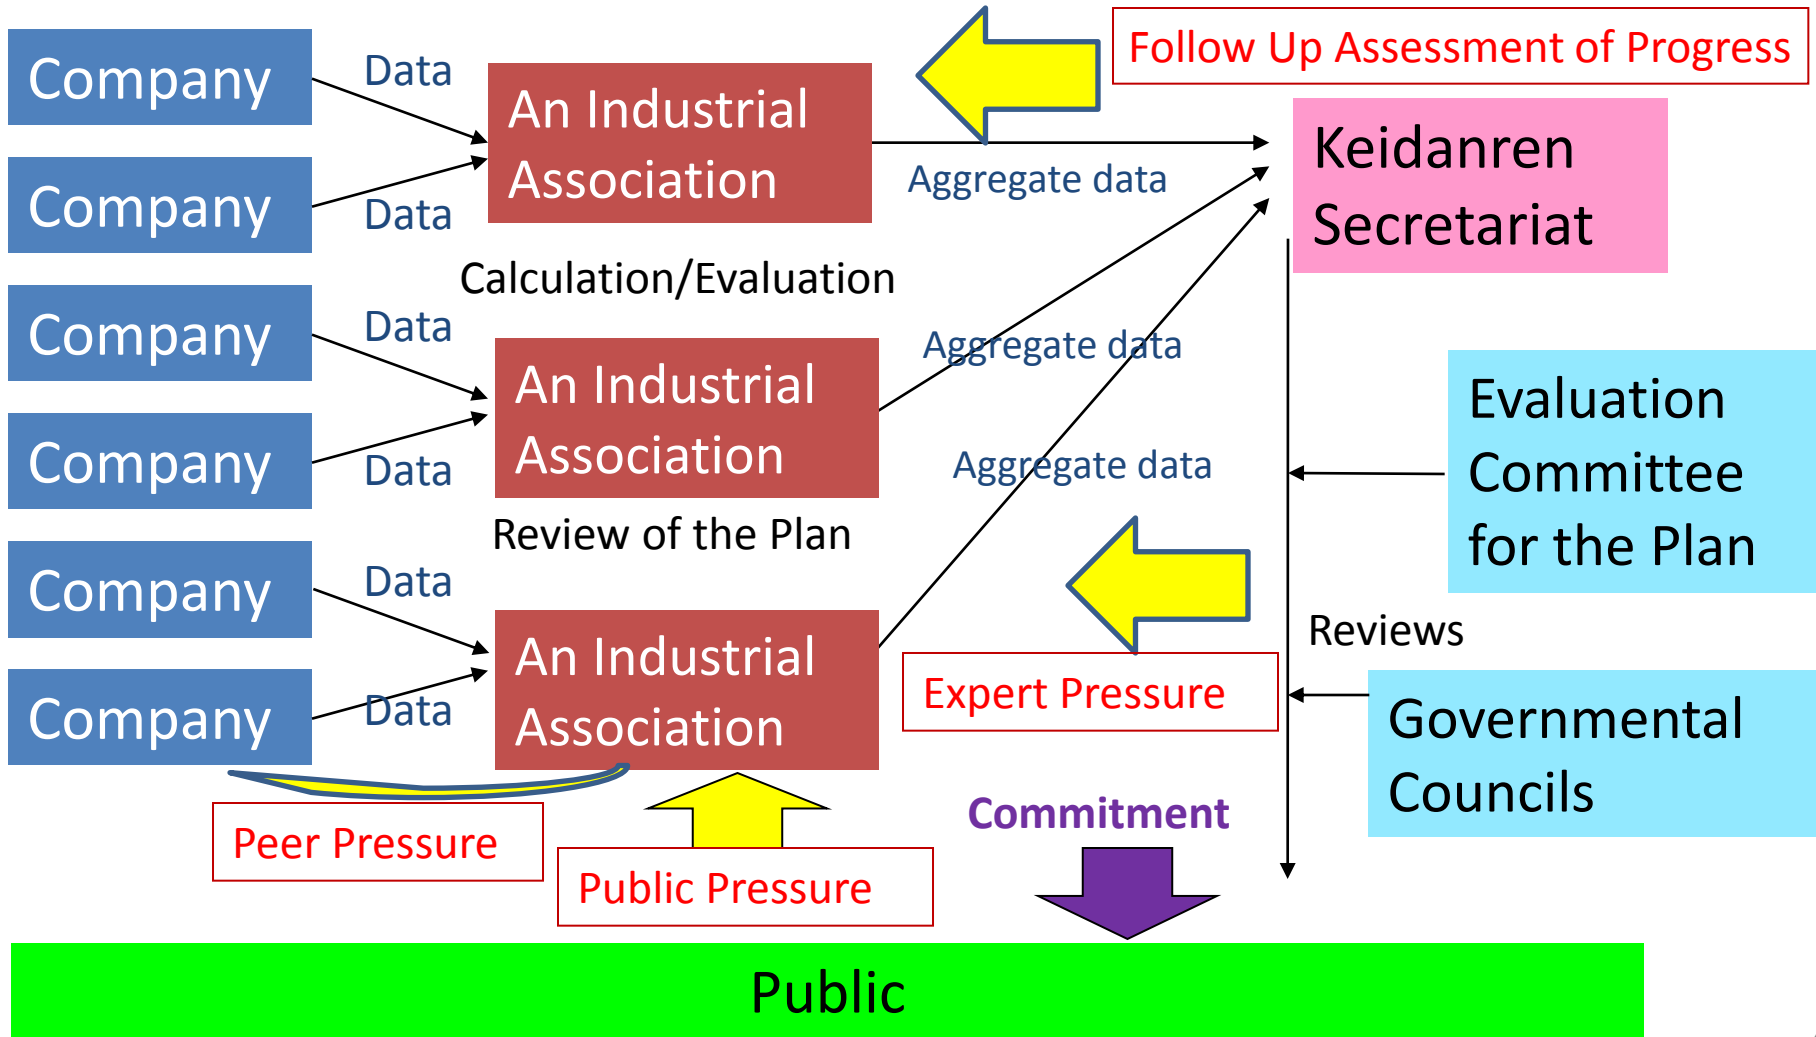 Company
Company
Company
Company
Company
Company
Data
Data
Data
Data
Data
Data
An Industrial
Association
Calculation/Evaluation
An Industrial
Association
Review of the Plan
An Industrial
Association
Aggregate data
Aggregate data
Aggregate data
Follow Up Assessment of Progress
Keidanren
Secretariat
Evaluation
Committee
for the Plan
Reviews
Governmental
Councils
Expert Pressure
Peer Pressure
Public Pressure
Commitment
Public